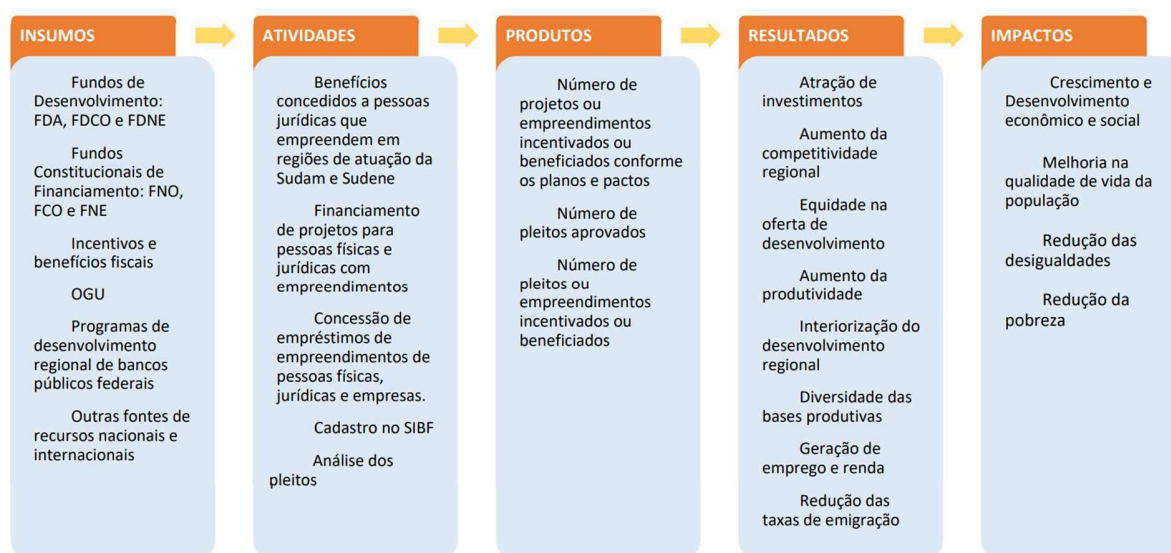 INSUMOS
Fundos de
Desenvolvimento:
FDA, FDCO e FDNE
Fundos
Constitucionais de
Financiamento: FNO,
FCO e FNE
Incentivos e
benefícios fiscais
OGU
Programas de
desenvolvimento
regional de bancos
públicos federais
Outras fontes de
recursos nacionais e
internacionais
ATIVIDADES
Benefícios
concedidos a pessoas
jurídicas que
empreendem em
regiões de atuação da
Sudam e Sudene
Financiamento
de projetos para
pessoas físicas e
jurídicas com
empreendimentos
Concessão de
empréstimos de
empreendimentos de
pessoas físicas,
jurídicas e empresas.
Cadastro no SIBF
Análise dos
pleitos
PRODUTOS
Número de
projetos ou
empreendimentos
incentivados ou
beneficiados conforme
os planos e pactos
Número de
pleitos aprovados
Número de
pleitos ou
empreendimentos
incentivados ou
beneficiados
RESULTADOS
Atração de
investimentos
Aumento da
competitividade
regional
Equidade na
oferta de
desenvolvimento
Aumento da
produtividade
Interiorização do
desenvolvimento
regional
Diversidade das
bases produtivas
Geração de
emprego e renda
Redução das
taxas de emigração
IMPACTOS
Crescimento e
Desenvolvimento
econômico e social
Melhoria na
qualidade de vida da
população
Redução das
desigualdades
Redução da
pobreza